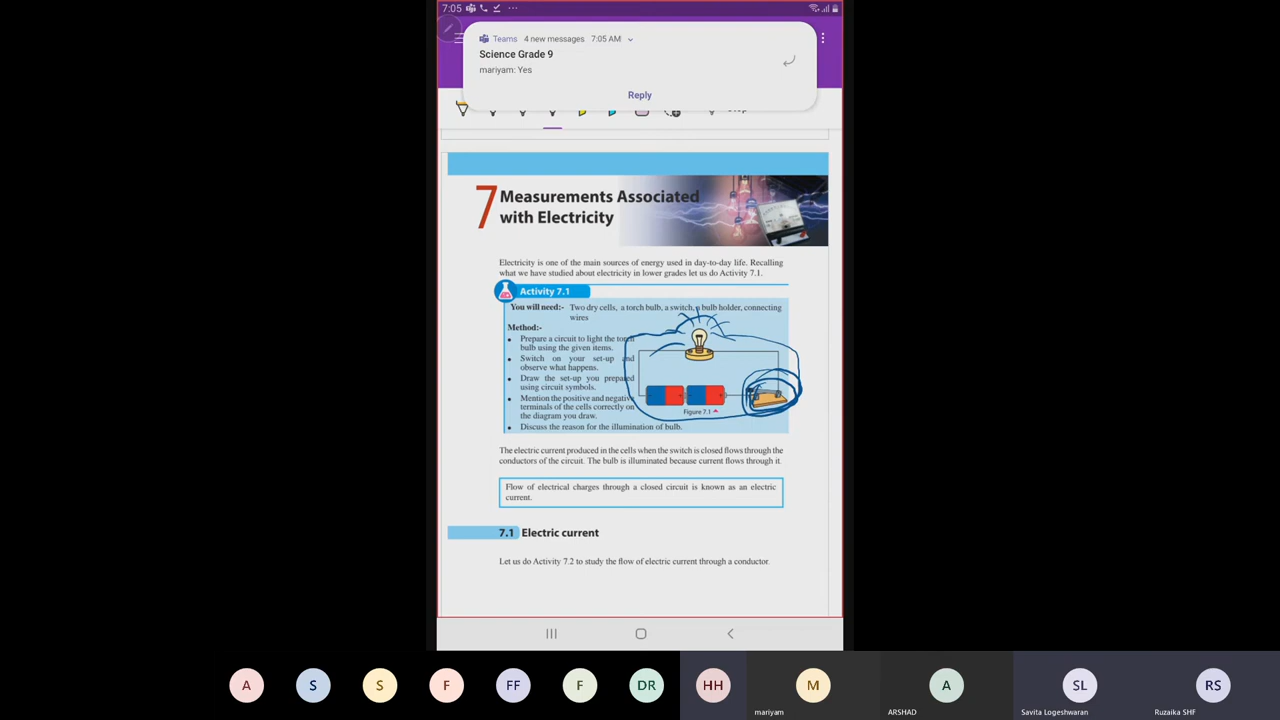 7:05
Teams 4 new messages 7:05 AM
Science Grade 9
mariyam: Yes
Reply
7 Measurements Associated
with Electricity
Electricity is one of the main sources of energy used in day-to-day life. Recalling
what we have studied about electricity in lower grades let us do Activity 7.1.
Activity 7.1
You will need:- Two dry cells, a torch bulb, a switch, a bulb holder, connecting
wires
Method:-
• Prepare a circuit to light the torch
bulb using the given items.
• Switch on your set-up and
observe what happens.
• Draw the set-up you prepared
using circuit symbols.
• Mention the positive and negative
terminals of the cells correctly on
the diagram you draw.
• Discuss the reason for the illumination of bulb.
Figure 7.1
The electric current produced in the cells when the switch is closed flows through the
conductors of the circuit. The bulb is illuminated because current flows through it.
Flow of electrical charges through a closed circuit is known as an electric
current.
7.1 Electric current
Let us do Activity 7.2 to study the flow of electric current through a conductor.
A S S F FF F DR HH M A SL RS
mariyam ARSHAD Savita Logeshwaran Ruzaika SHF